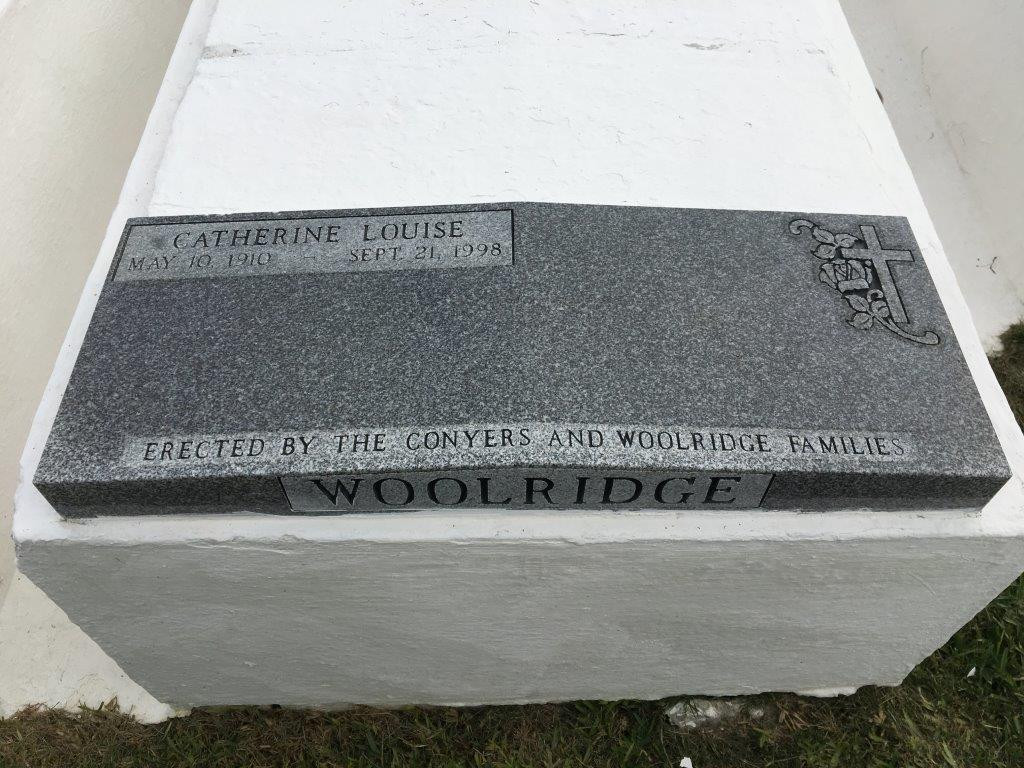 CATHERINE LOUISE
MAY 10, 1910 - SEPT. 21, 1998
ERECTED BY THE CONYERS AND WOOLRIDGE FAMILIES
WOOLRIDGE